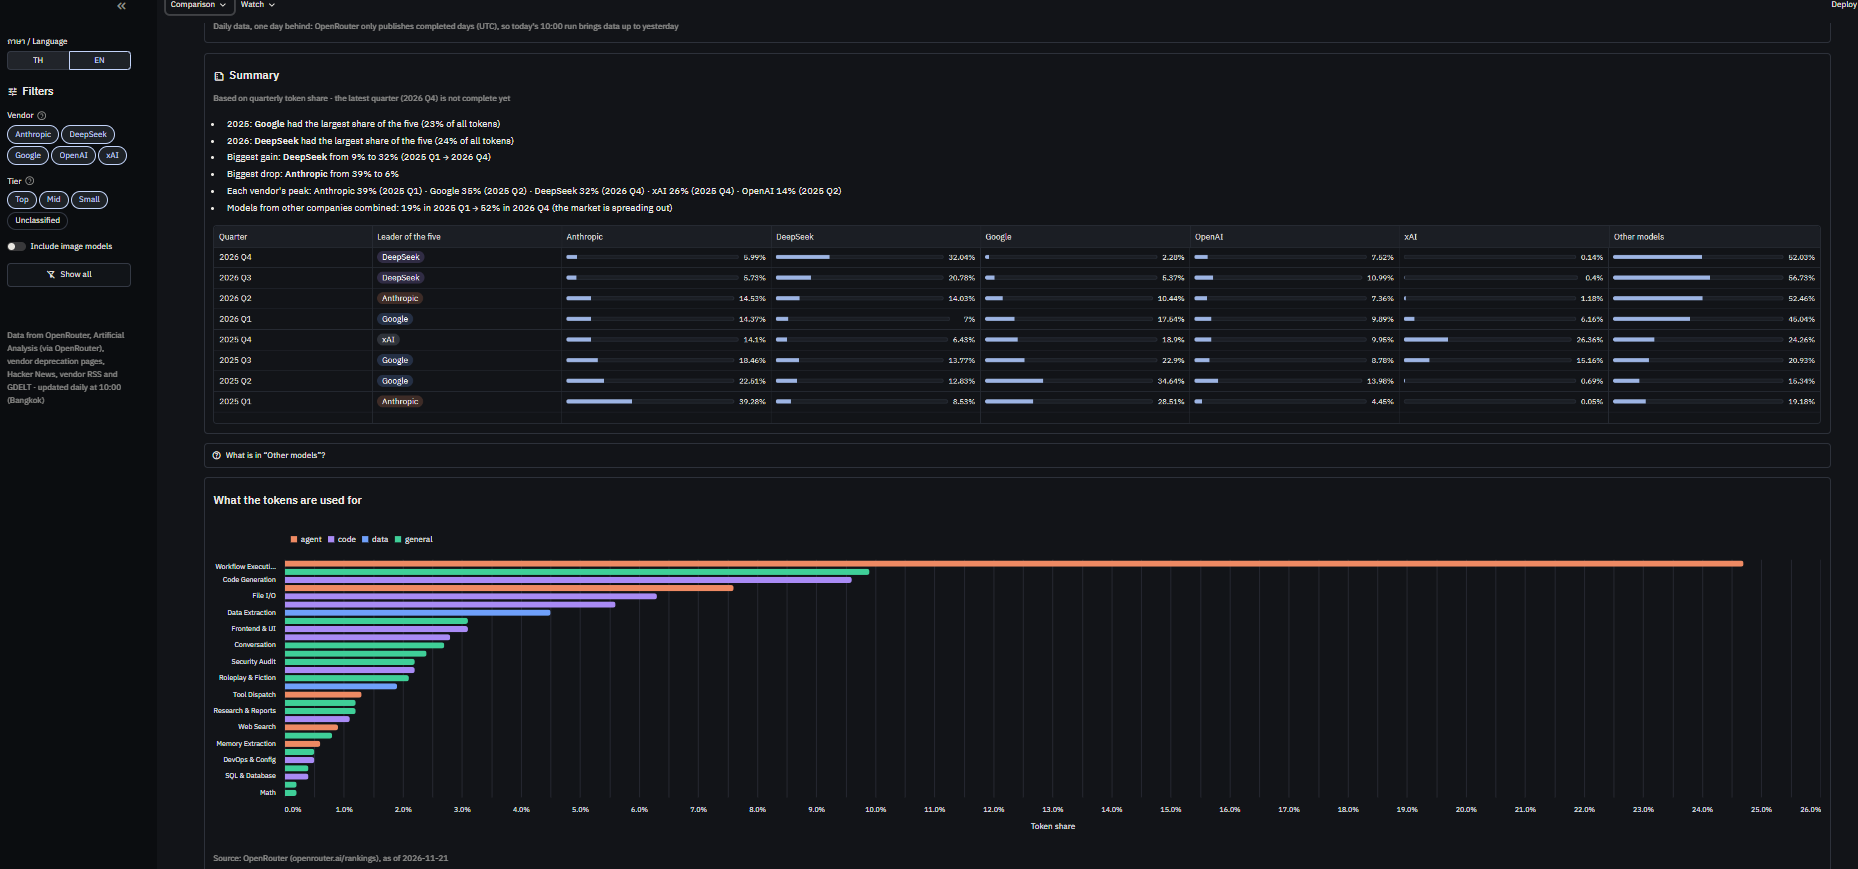 Comparison
Watch
Deploy
Daily data, one day behind: OpenRouter only publishes completed days (UTC), so today's 10:00 run brings data up to yesterday
ภาษา / Language
TH
EN
Filters
Vendor
Anthropic
DeepSeek
Google
OpenAI
xAI
Tier
Top
Mid
Small
Unclassified
Include image models
Show all
Data from OpenRouter, Artificial
Analysis (via OpenRouter),
vendor deprecation pages,
Hacker News, vendor RSS and
GDELT - updated daily at 10:00
(Bangkok)
Summary
Based on quarterly token share - the latest quarter (2026 Q4) is not complete yet
2025: Google had the largest share of the five (23% of all tokens)
2026: DeepSeek had the largest share of the five (24% of all tokens)
Biggest gain: DeepSeek from 9% to 32% (2025 Q1 → 2026 Q4)
Biggest drop: Anthropic from 39% to 6%
Each vendor's peak: Anthropic 39% (2025 Q1) · Google 35% (2025 Q2) · DeepSeek 32% (2026 Q4) · xAI 26% (2025 Q4) · OpenAI 14% (2025 Q2)
Models from other companies combined: 19% in 2025 Q1 → 52% in 2026 Q4 (the market is spreading out)
Quarter Leader of the five Anthropic DeepSeek Google OpenAI xAI Other models
2026 Q4 DeepSeek 5.99% 32.04% 2.28% 7.52% 0.14% 52.03%
2026 Q3 DeepSeek 5.73% 20.78% 5.37% 10.99% 0.4% 56.73%
2026 Q2 Anthropic 14.53% 14.03% 10.44% 7.36% 1.18% 52.46%
2026 Q1 Google 14.37% 7% 17.54% 9.89% 6.16% 45.04%
2025 Q4 xAI 14.1% 6.43% 18.9% 9.95% 26.36% 24.26%
2025 Q3 Google 18.46% 13.77% 22.9% 8.78% 15.16% 20.93%
2025 Q2 Google 22.51% 12.83% 34.64% 13.98% 0.69% 15.34%
2025 Q1 Anthropic 39.28% 8.53% 28.51% 4.45% 0.05% 19.18%
What is in "Other models"?
What the tokens are used for
agent code data general
Workflow Executi...
Code Generation
File I/O
Data Extraction
Frontend & UI
Conversation
Security Audit
Roleplay & Fiction
Tool Dispatch
Research & Reports
Web Search
Memory Extraction
DevOps & Config
SQL & Database
Math
0.0% 1.0% 2.0% 3.0% 4.0% 5.0% 6.0% 7.0% 8.0% 9.0% 10.0% 11.0% 12.0% 13.0% 14.0% 15.0% 16.0% 17.0% 18.0% 19.0% 20.0% 21.0% 22.0% 23.0% 24.0% 25.0% 26.0%
Token share
Source: OpenRouter (openrouter.ai/rankings), as of 2026-11-21